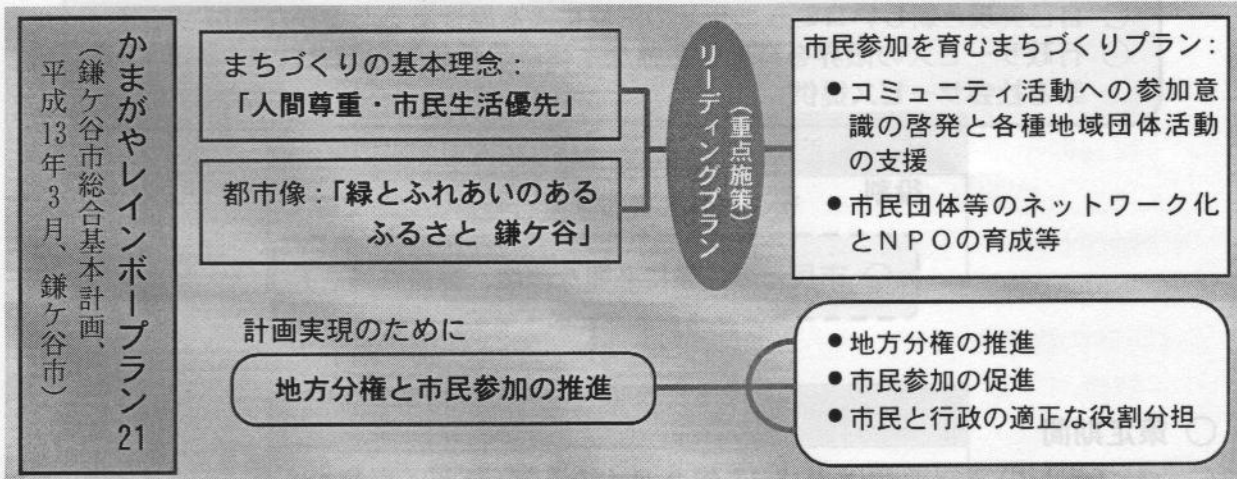 かまがやレインボープラン21
（鎌ケ谷市総合基本計画、
平成13年3月、鎌ケ谷市）
まちづくりの基本理念：
「人間尊重・市民生活優先」
都市像：「緑とふれあいのある
ふるさと 鎌ケ谷」
リーディングプラン
（重点施策）
市民参加を育むまちづくりプラン：
●コミュニティ活動への参加意
識の啓発と各種地域団体活動
の支援
●市民団体等のネットワーク化
とＮＰＯの育成等
計画実現のために
地方分権と市民参加の推進
●地方分権の推進
●市民参加の促進
●市民と行政の適正な役割分担